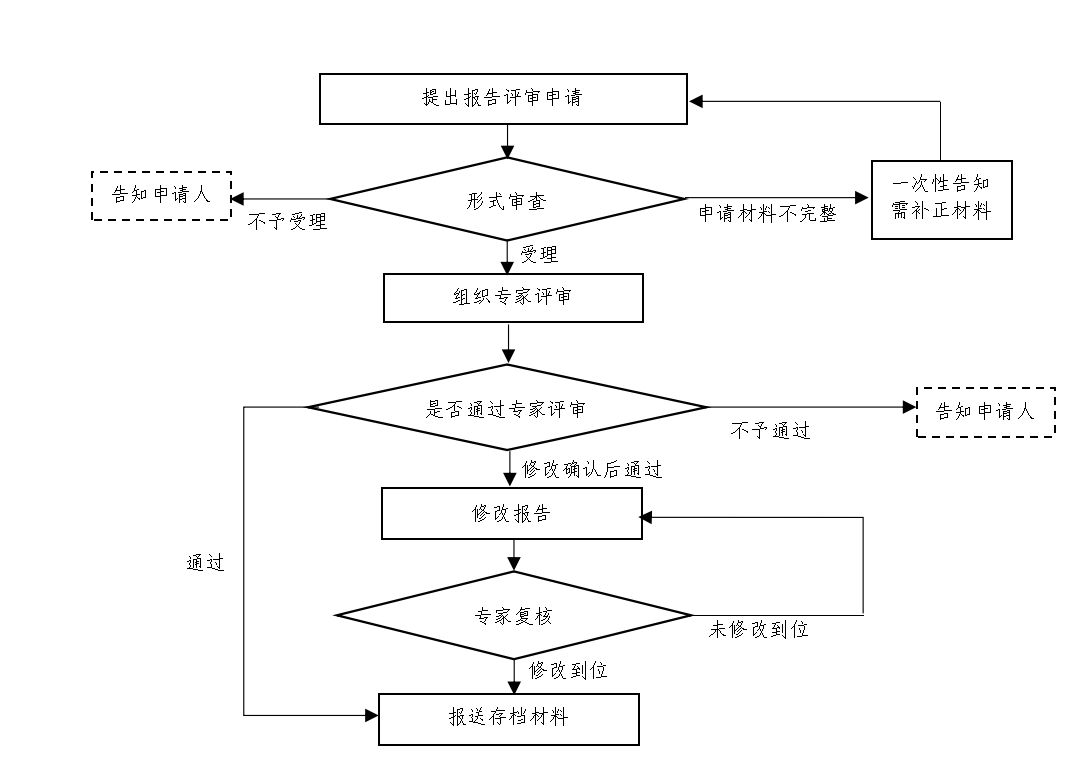 提出报告评审申请
告知申请人
形式审查
一次性告知
需补正材料
不予受理
申请材料不完整
受理
组织专家评审
是否通过专家评审
告知申请人
不予通过
修改确认后通过
修改报告
通过
专家复核
未修改到位
修改到位
报送存档材料